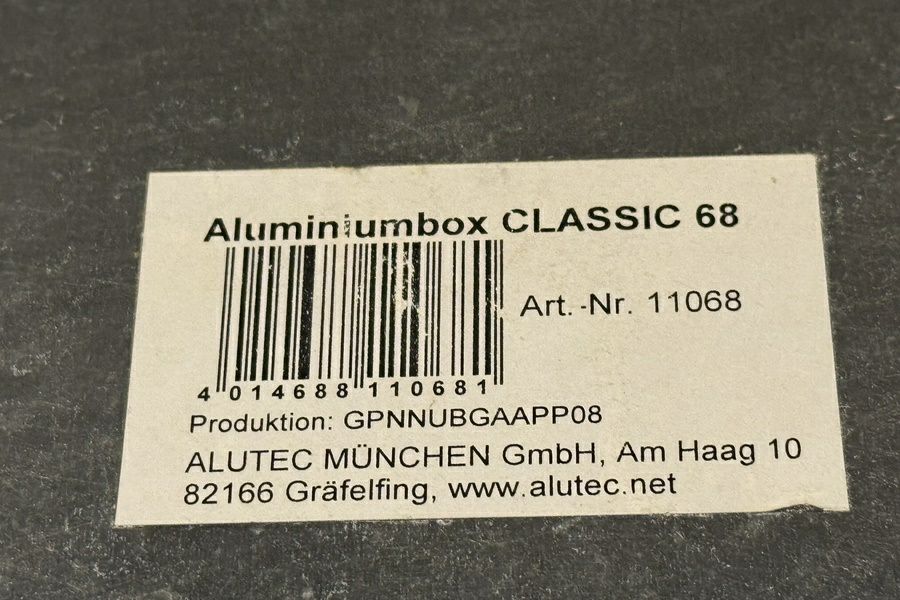 Aluminiumbox CLASSIC 68
Art.-Nr. 11068
4 014688 110681
Produktion: GPNNUBGAAPP08
ALUTEC MÜNCHEN GmbH, Am Haag 10
82166 Gräfelfing, www.alutec.net